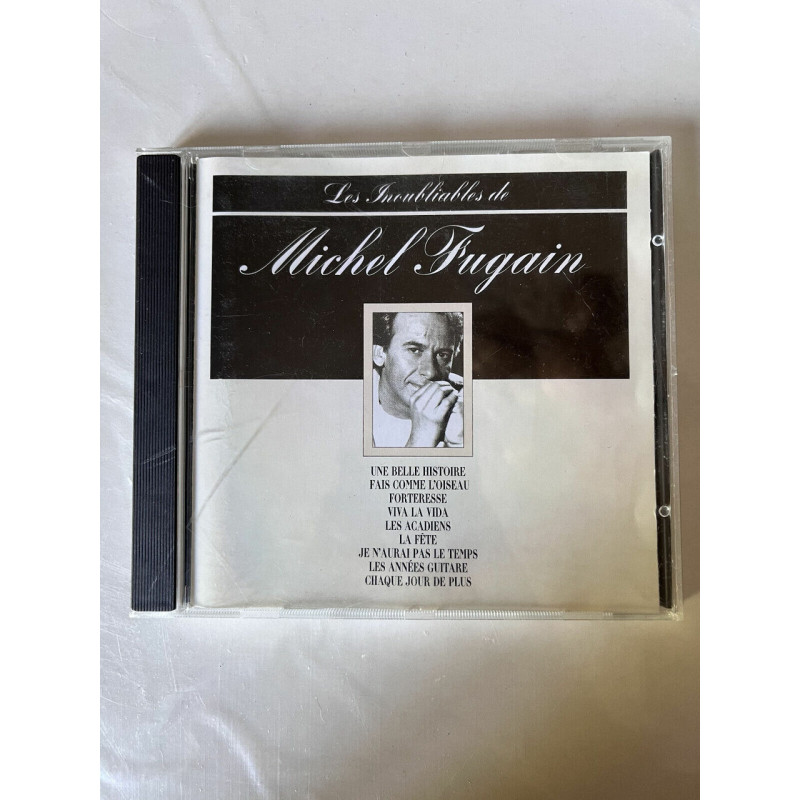 Les Inoubliables de
Michel Fugain
UNE BELLE HISTOIRE
FAIS COMME L'OISEAU
FORTERESSE
VIVA LA VIDA
LES ACADIENS
LA FÊTE
JE N'AURAI PAS LE TEMPS
LES ANNÉES GUITARE
CHAQUE JOUR DE PLUS